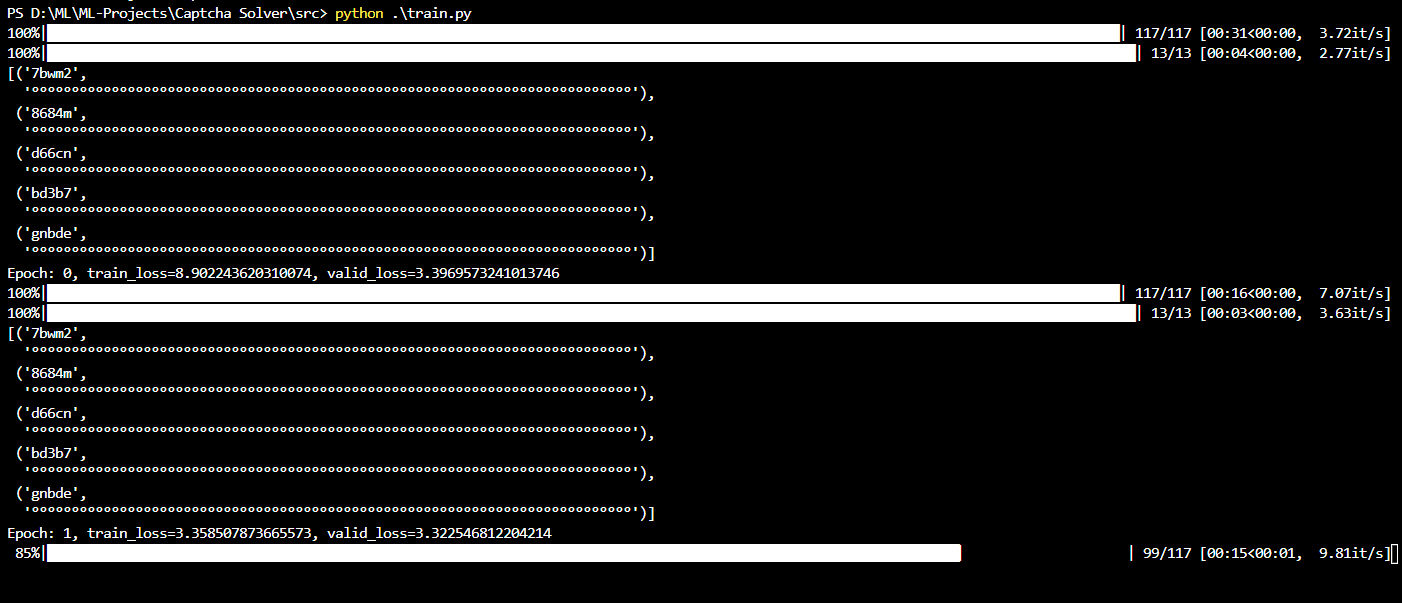 PS D:\ML\ML-Projects\Captcha Solver\src> python .\train.py
100%| | 117/117 [00:31<00:00, 3.72it/s]
100%| | 13/13 [00:04<00:00, 2.77it/s]
[('7bwm2',
'°°°°°°°°°°°°°°°°°°°°°°°°°°°°°°°°°°°°°°°°°°°°°°°°°°°°°°°°°°°°°°°°°°°°°°°°°°°'),
('8684m',
'°°°°°°°°°°°°°°°°°°°°°°°°°°°°°°°°°°°°°°°°°°°°°°°°°°°°°°°°°°°°°°°°°°°°°°°°°°°'),
('d66cn',
'°°°°°°°°°°°°°°°°°°°°°°°°°°°°°°°°°°°°°°°°°°°°°°°°°°°°°°°°°°°°°°°°°°°°°°°°°°°'),
('bd3b7',
'°°°°°°°°°°°°°°°°°°°°°°°°°°°°°°°°°°°°°°°°°°°°°°°°°°°°°°°°°°°°°°°°°°°°°°°°°°°'),
('gnbde',
'°°°°°°°°°°°°°°°°°°°°°°°°°°°°°°°°°°°°°°°°°°°°°°°°°°°°°°°°°°°°°°°°°°°°°°°°°°°')]
Epoch: 0, train_loss=8.902243620310074, valid_loss=3.3969573241013746
100%| | 117/117 [00:16<00:00, 7.07it/s]
100%| | 13/13 [00:03<00:00, 3.63it/s]
[('7bwm2',
'°°°°°°°°°°°°°°°°°°°°°°°°°°°°°°°°°°°°°°°°°°°°°°°°°°°°°°°°°°°°°°°°°°°°°°°°°°°'),
('8684m',
'°°°°°°°°°°°°°°°°°°°°°°°°°°°°°°°°°°°°°°°°°°°°°°°°°°°°°°°°°°°°°°°°°°°°°°°°°°°'),
('d66cn',
'°°°°°°°°°°°°°°°°°°°°°°°°°°°°°°°°°°°°°°°°°°°°°°°°°°°°°°°°°°°°°°°°°°°°°°°°°°°'),
('bd3b7',
'°°°°°°°°°°°°°°°°°°°°°°°°°°°°°°°°°°°°°°°°°°°°°°°°°°°°°°°°°°°°°°°°°°°°°°°°°°°'),
('gnbde',
'°°°°°°°°°°°°°°°°°°°°°°°°°°°°°°°°°°°°°°°°°°°°°°°°°°°°°°°°°°°°°°°°°°°°°°°°°°°')]
Epoch: 1, train_loss=3.358507873665573, valid_loss=3.322546812204214
85%| | 99/117 [00:15<00:01, 9.81it/s]